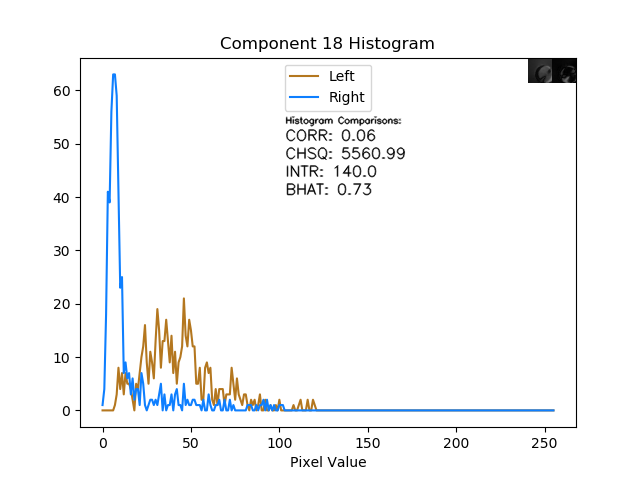 Component 18 Histogram
Left
Right
Histogram Comparisons:
CORR: 0.06
CHSQ: 5560.99
INTR: 140.0
BHAT: 0.73
60
50
40
30
20
10
0
0 50 100 150 200 250
Pixel Value